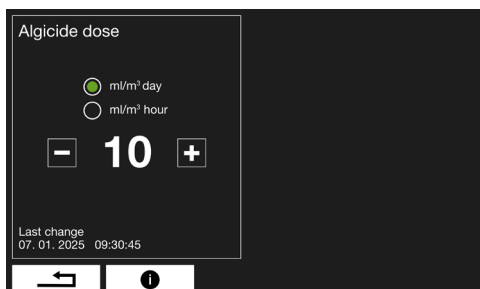 Algicide dose
ml/m³ day
ml/m³ hour
− 10 +
Last change
07. 01. 2025 09:30:45
i